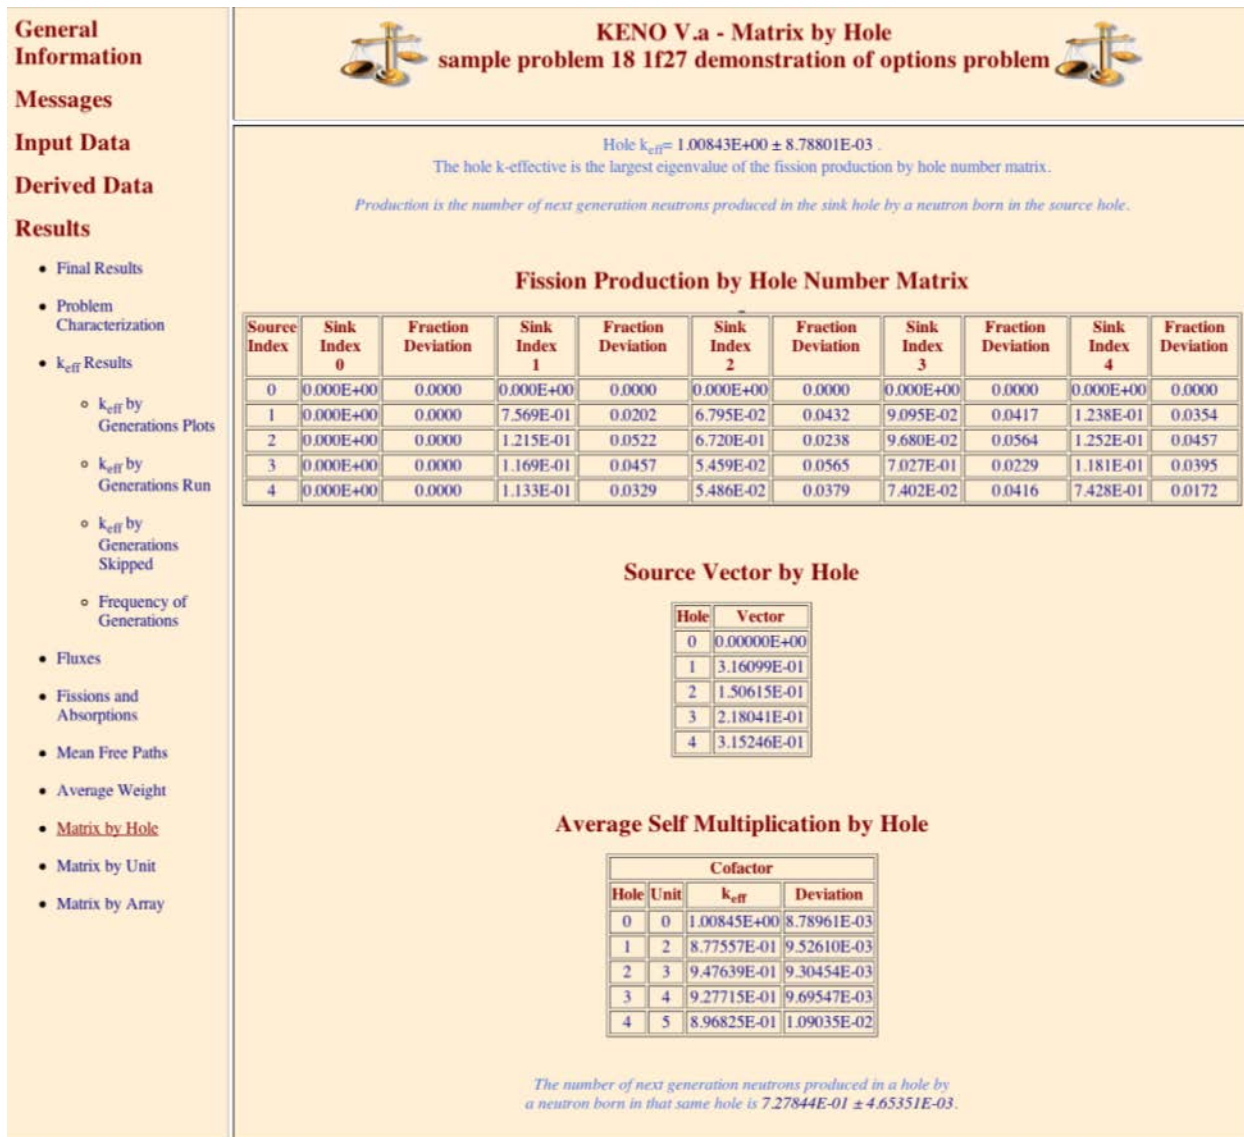 General
Information
Messages
Input Data
Derived Data
Results
Final Results
Problem
Characterization
keff Results
keff by
Generations Plots
keff by
Generations Run
keff by
Generations
Skipped
Frequency of
Generations
Fluxes
Fissions and
Absorptions
Mean Free Paths
Average Weight
Matrix by Hole
Matrix by Unit
Matrix by Array
KENO V.a - Matrix by Hole
sample problem 18 1f27 demonstration of options problem
Hole keff= 1.00843E+00 ± 8.78801E-03 .
The hole k-effective is the largest eigenvalue of the fission production by hole number matrix.
Production is the number of next generation neutrons produced in the sink hole by a neutron born in the source hole.
Fission Production by Hole Number Matrix
Source Index Sink Index 0 Fraction Deviation Sink Index 1 Fraction Deviation Sink Index 2 Fraction Deviation Sink Index 3 Fraction Deviation Sink Index 4 Fraction Deviation
0 0.000E+00 0.0000 0.000E+00 0.0000 0.000E+00 0.0000 0.000E+00 0.0000 0.000E+00 0.0000
1 0.000E+00 0.0000 7.569E-01 0.0202 6.795E-02 0.0432 9.095E-02 0.0417 1.238E-01 0.0354
2 0.000E+00 0.0000 1.215E-01 0.0522 6.720E-01 0.0238 9.680E-02 0.0564 1.252E-01 0.0457
3 0.000E+00 0.0000 1.169E-01 0.0457 5.459E-02 0.0565 7.027E-01 0.0229 1.181E-01 0.0395
4 0.000E+00 0.0000 1.133E-01 0.0329 5.486E-02 0.0379 7.402E-02 0.0416 7.428E-01 0.0172
Source Vector by Hole
Hole Vector
0 0.00000E+00
1 3.16099E-01
2 1.50615E-01
3 2.18041E-01
4 3.15246E-01
Average Self Multiplication by Hole
Cofactor
Hole Unit keff Deviation
0 0 1.00845E+00 8.78961E-03
1 2 8.77557E-01 9.52610E-03
2 3 9.47639E-01 9.30454E-03
3 4 9.27715E-01 9.69547E-03
4 5 8.96825E-01 1.09035E-02
The number of next generation neutrons produced in a hole by
a neutron born in that same hole is 7.27844E-01 ± 4.65351E-03.